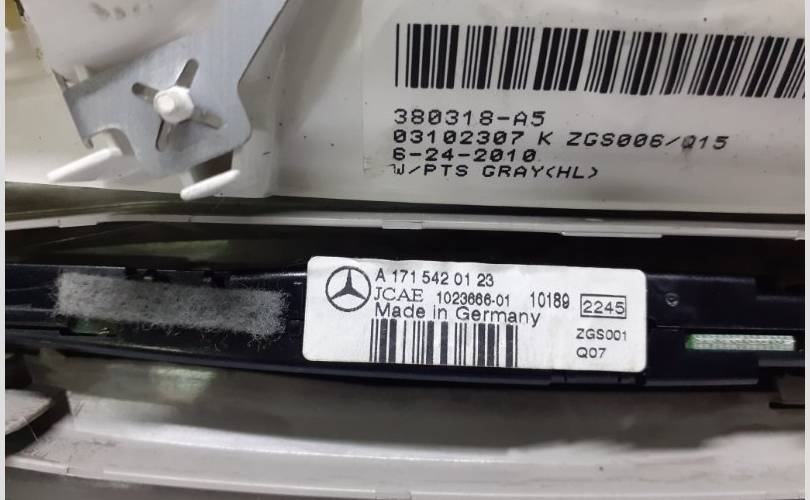 380318-A5
03102307 K ZGS006/Q15
6-24-2010
W/PTS GRAY(HL)
A 171 542 01 23
JCAE 1023666-01 10189 2245
Made in Germany
ZGS001
Q07